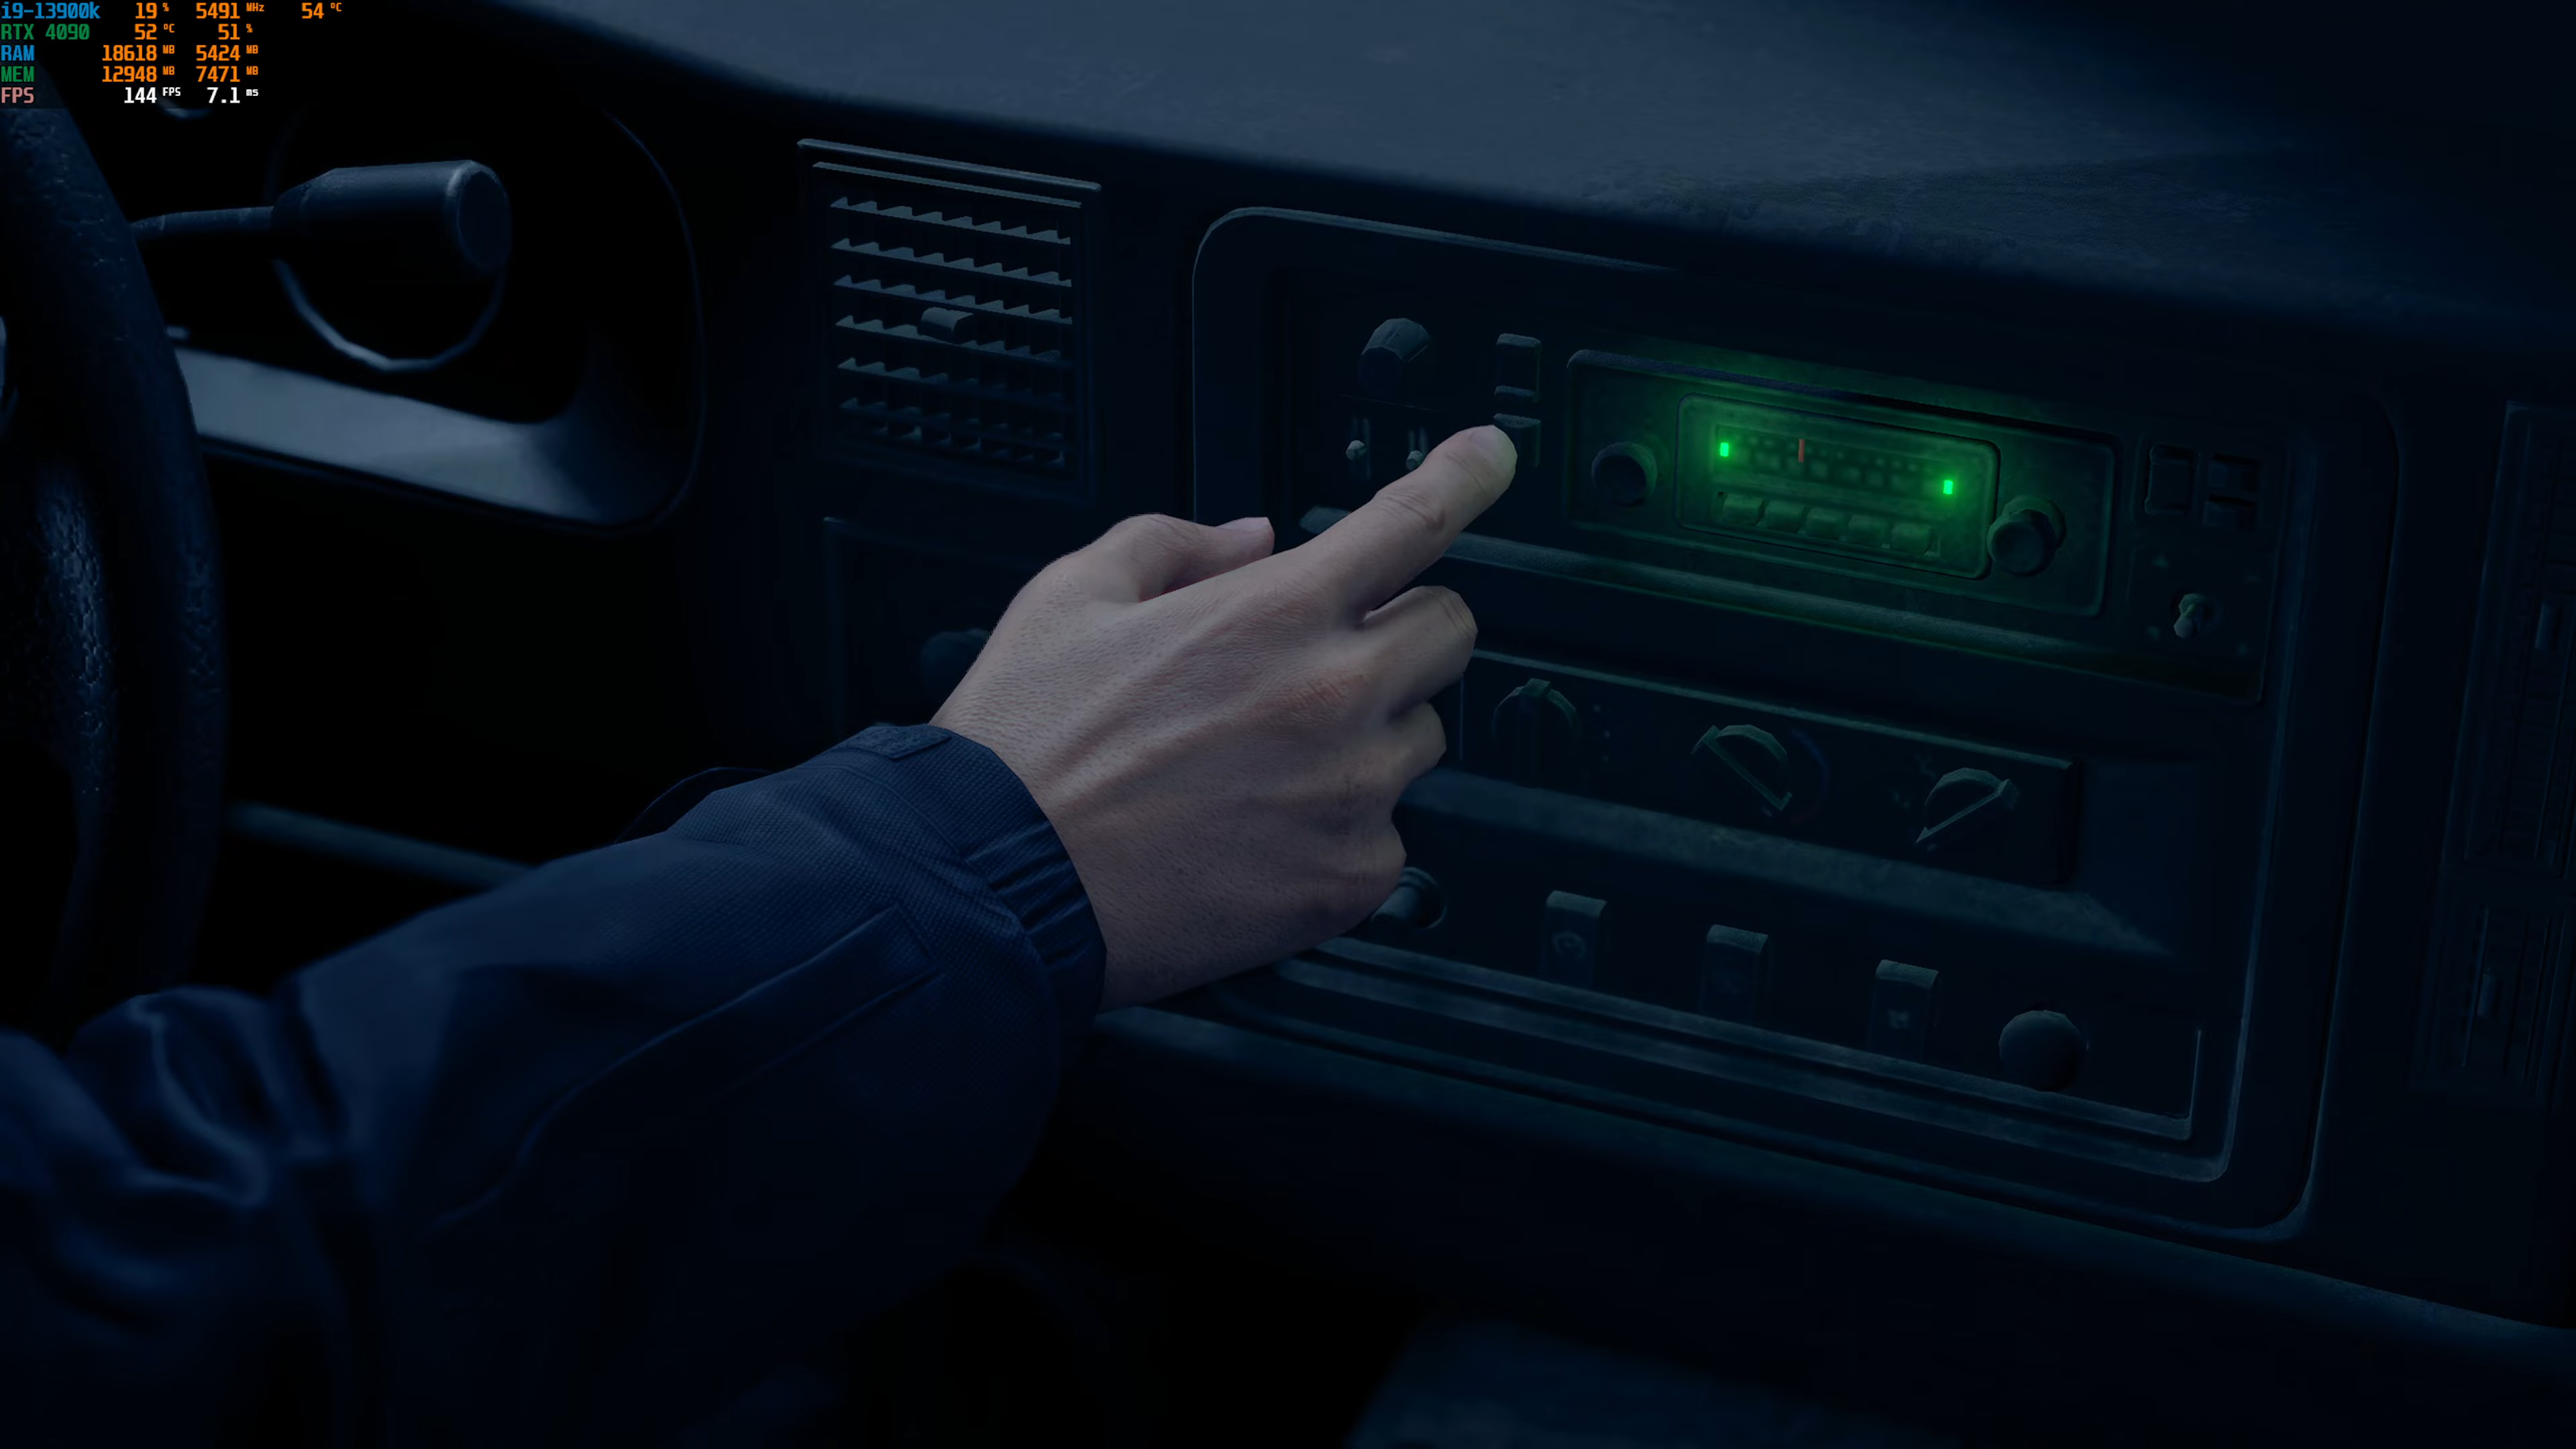 i9-13900k 19 % 5491 MHz 54 °C
RTX 4090 52 °C 51 %
RAM 18618 MB 5424 MB
MEM 12948 MB 7471 MB
FPS 144 FPS 7.1 ms